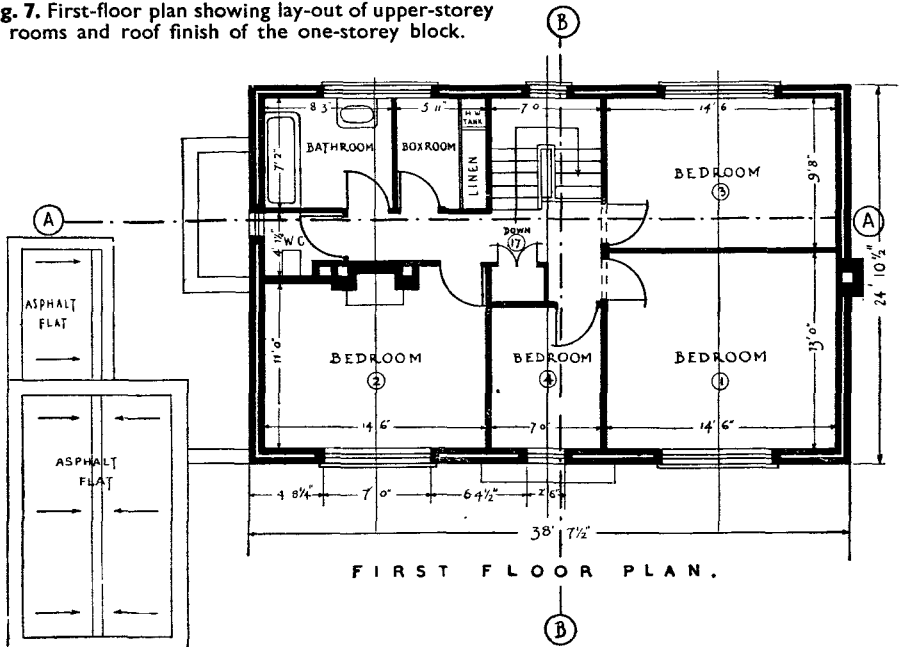 g. 7. First-floor plan showing lay-out of upper-storey
rooms and roof finish of the one-storey block.
B
8' 3"
5' 11"
7' 0"
14' 6"
H W
TANK
BATHROOM
BOXROOM
LINEN
7' 2"
BEDROOM
3
9' 8"
A
A
WC
DOWN
17
24' 10½"
ASPHALT
FLAT
11' 0"
BEDROOM
2
BEDROOM
4
BEDROOM
1
13' 0"
14' 6"
7' 0"
14' 6"
ASPHALT
FLAT
4' 8¼"
7' 0"
6' 4½"
2' 6"
38' 7½"
FIRST FLOOR PLAN.
B